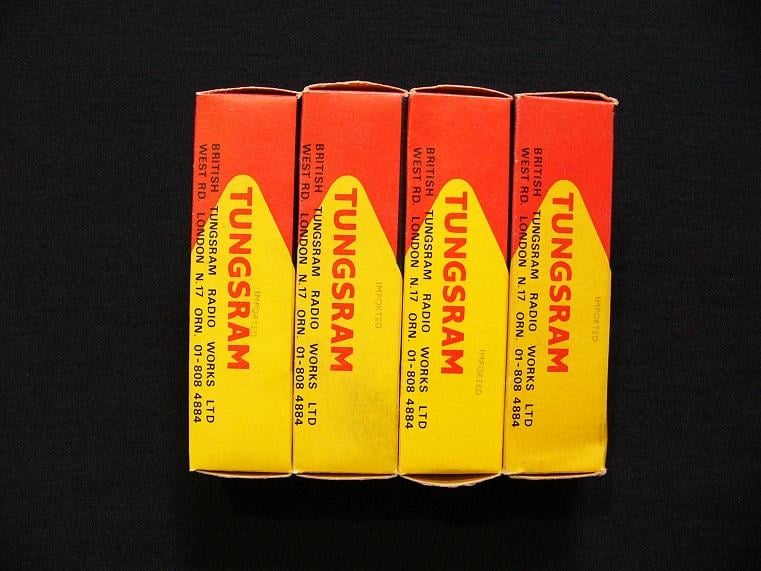 TUNGSRAM
IMPORTED
BRITISH TUNGSRAM RADIO WORKS LTD
WEST RD. LONDON N.17 ORN. 01-808 4884
TUNGSRAM
IMPORTED
BRITISH TUNGSRAM RADIO WORKS LTD
WEST RD. LONDON N.17 ORN. 01-808 4884
TUNGSRAM
IMPORTED
BRITISH TUNGSRAM RADIO WORKS LTD
WEST RD. LONDON N.17 ORN. 01-808 4884
TUNGSRAM
IMPORTED
BRITISH TUNGSRAM RADIO WORKS LTD
WEST RD. LONDON N.17 ORN. 01-808 4884